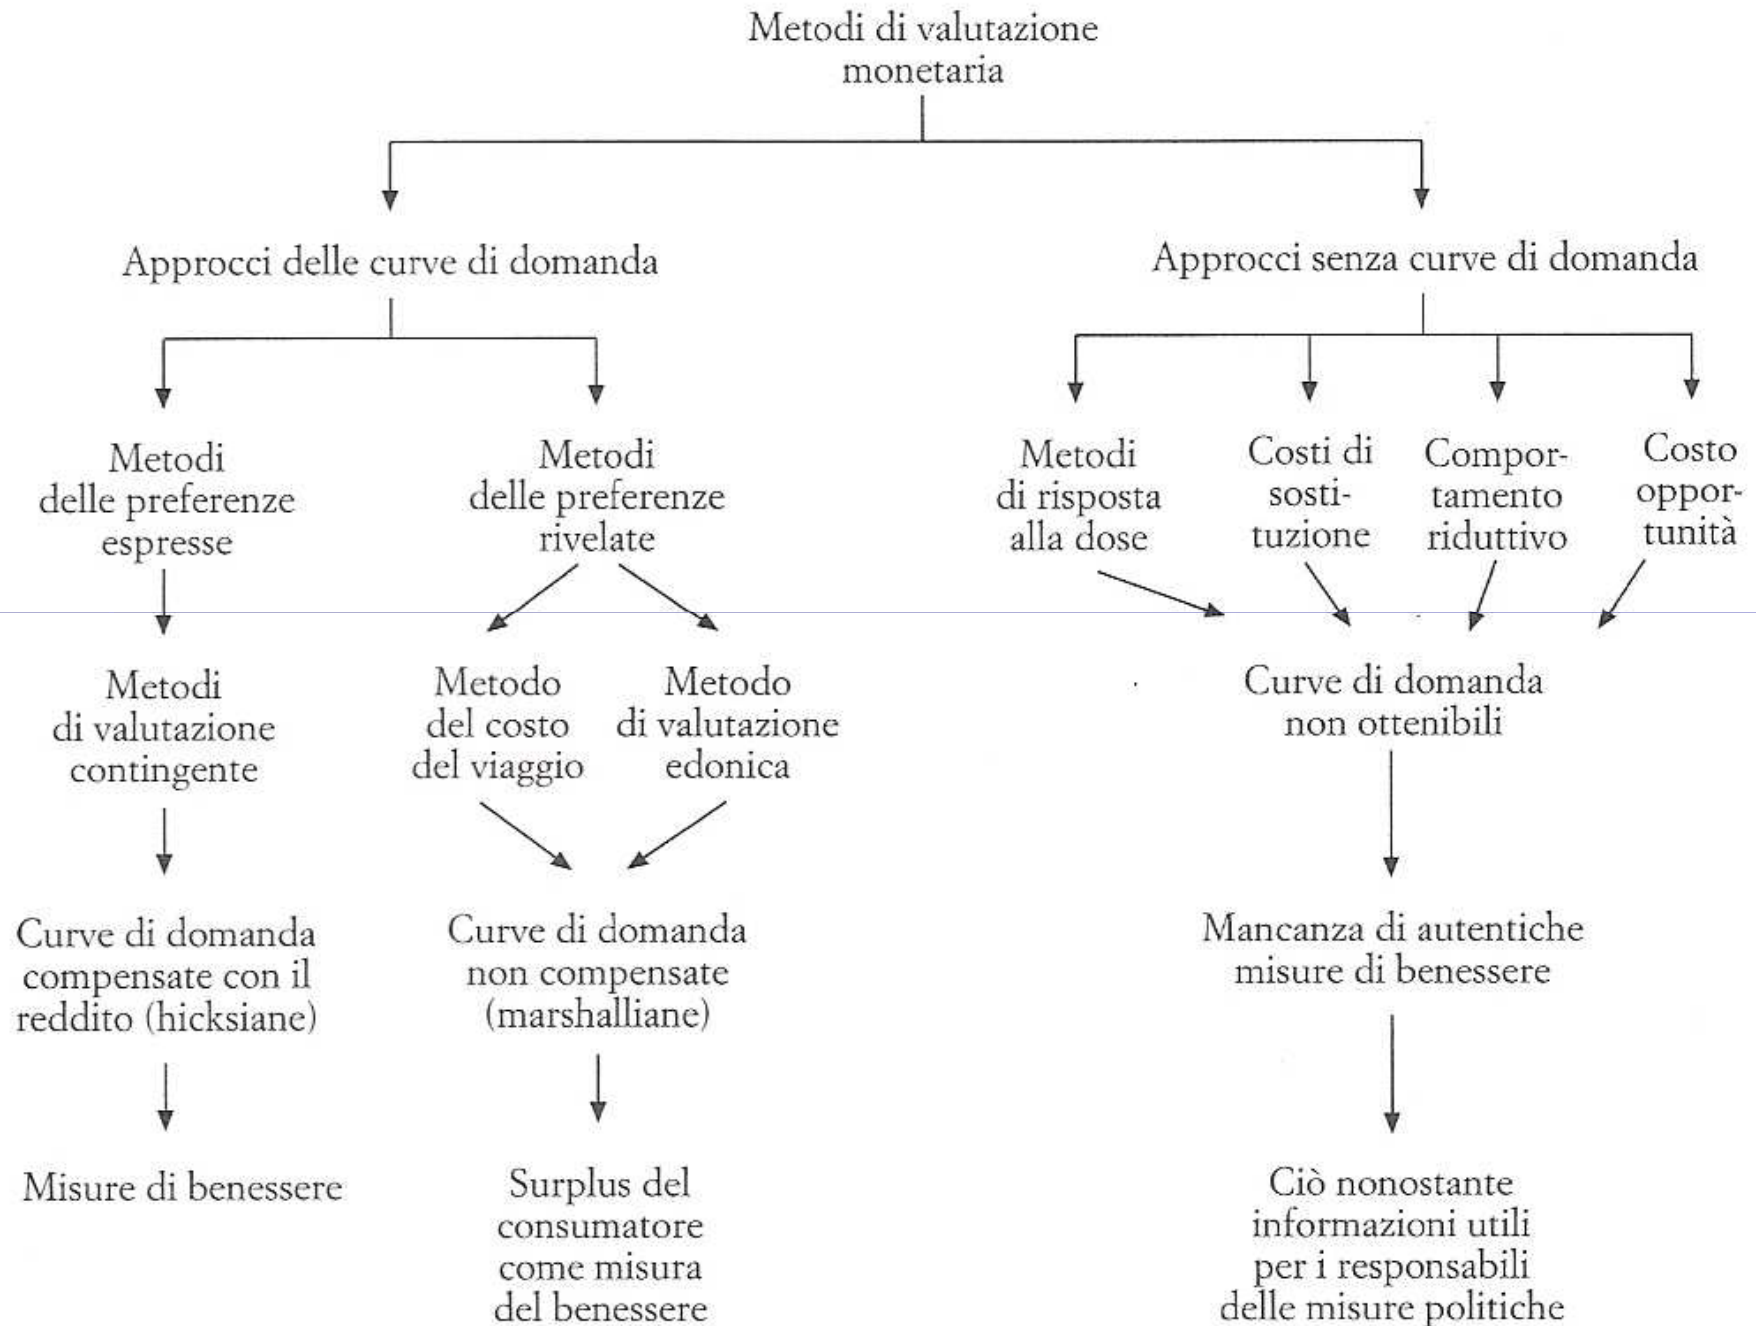 Metodi di valutazione
monetaria
Approcci delle curve di domanda
Approcci senza curve di domanda
Metodi
delle preferenze
espresse
Metodi
delle preferenze
rivelate
Metodi
di risposta
alla dose
Costi di
sosti-
tuzione
Compor-
tamento
riduttivo
Costo
oppor-
tunità
Metodi
di valutazione
contingente
Metodo
del costo
del viaggio
Metodo
di valutazione
edonica
Curve di domanda
non ottenibili
Curve di domanda
compensate con il
reddito (hicksiane)
Curve di domanda
non compensate
(marshalliane)
Mancanza di autentiche
misure di benessere
Misure di benessere
Surplus del
consumatore
come misura
del benessere
Ciò nonostante
informazioni utili
per i responsabili
delle misure politiche